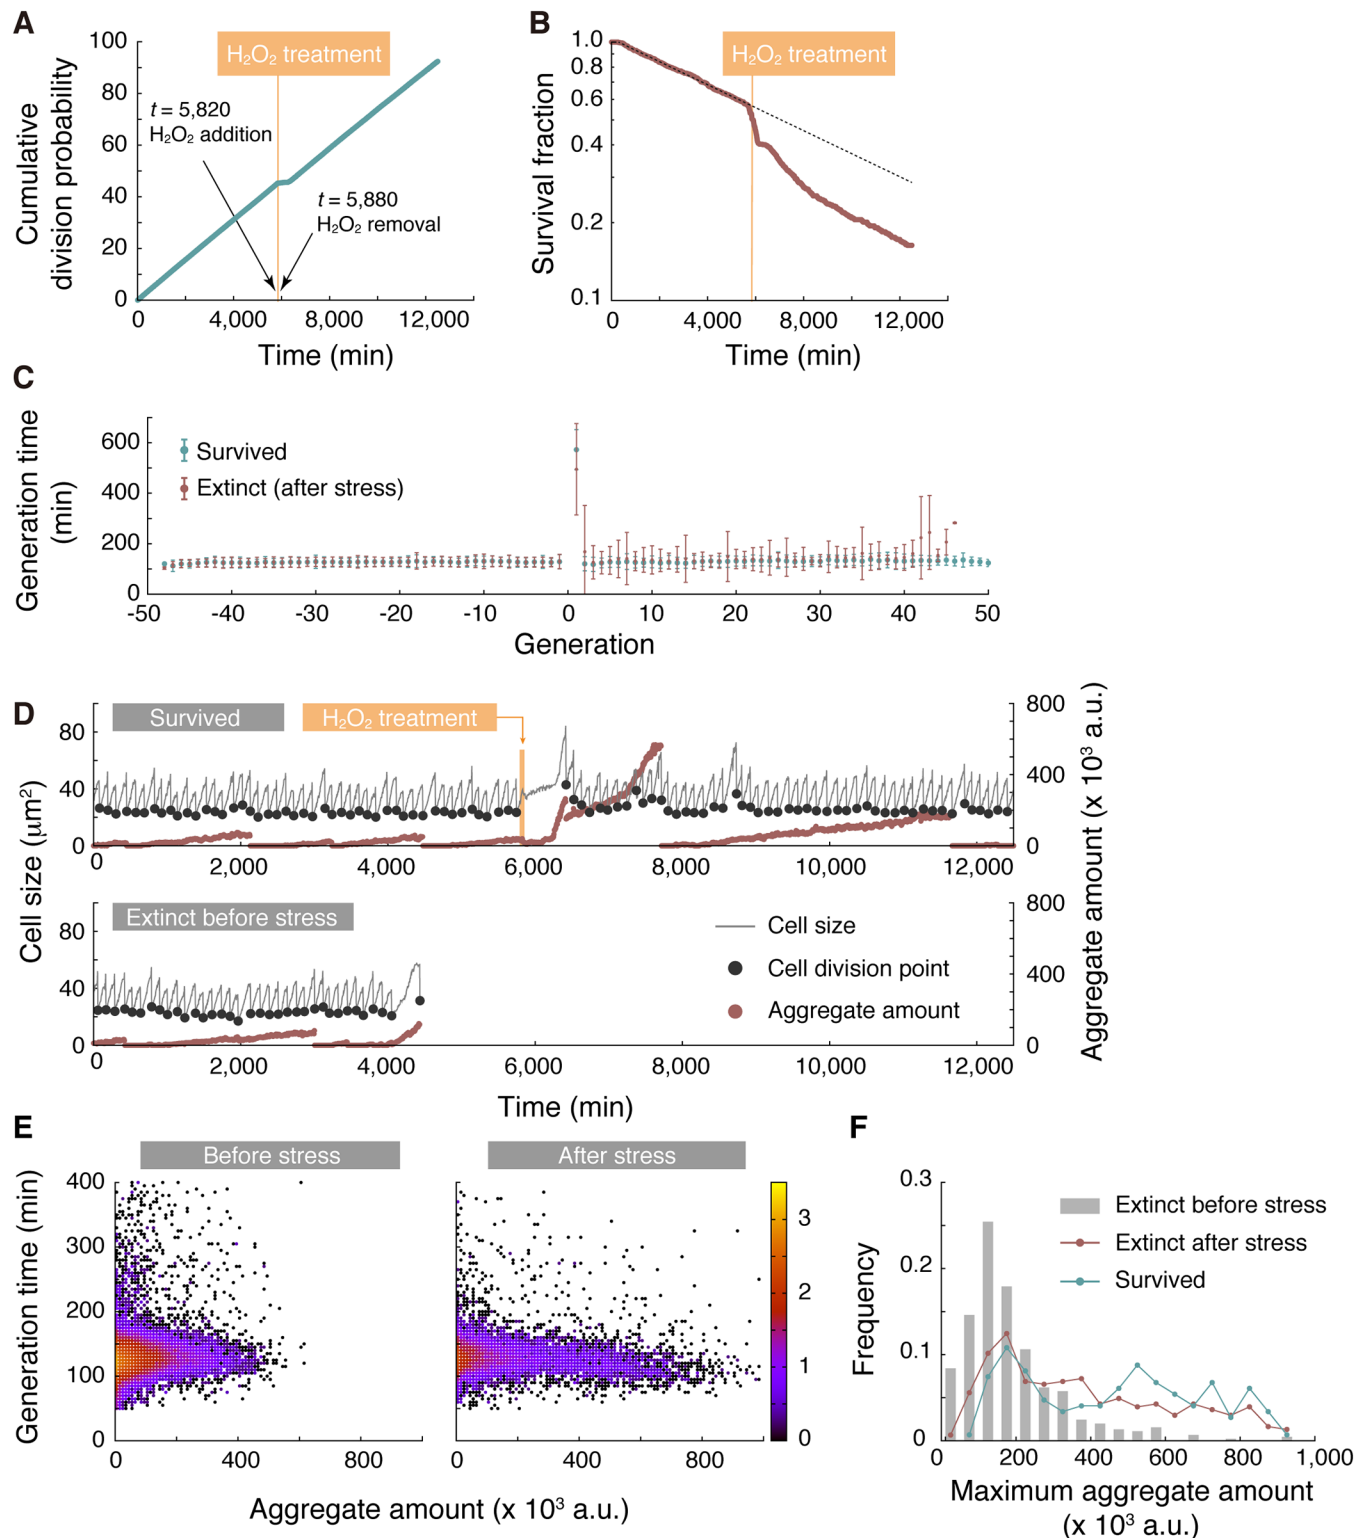 A
Cumulative
division probability
100
80
60
40
20
0
H₂O₂ treatment
t = 5,820
H₂O₂ addition
t = 5,880
H₂O₂ removal
0 4,000 8,000 12,000
Time (min)
B
Survival fraction
1.0
0.8
0.6
0.4
0.2
0.1
H₂O₂ treatment
0 4,000 8,000 12,000
Time (min)
C
Generation time
(min)
600
400
200
0
Survived
Extinct (after stress)
-50 -40 -30 -20 -10 0 10 20 30 40 50
Generation
D
Cell size (μm²)
Survived
H₂O₂ treatment
80
40
0
800
400
0
0 2,000 4,000 6,000 8,000 10,000 12,000
Aggregate amount (x 10³ a.u.)
Extinct before stress
80
40
0
Cell size
Cell division point
Aggregate amount
800
400
0
0 2,000 4,000 6,000 8,000 10,000 12,000
Time (min)
E
Generation time (min)
Before stress
After stress
400
300
200
100
0
0 400 800
0 400 800
3
2
1
0
Aggregate amount (x 10³ a.u.)
F
Frequency
0.3
0.2
0.1
0
Extinct before stress
Extinct after stress
Survived
0 200 400 600 800 1,000
Maximum aggregate amount
(x 10³ a.u.)